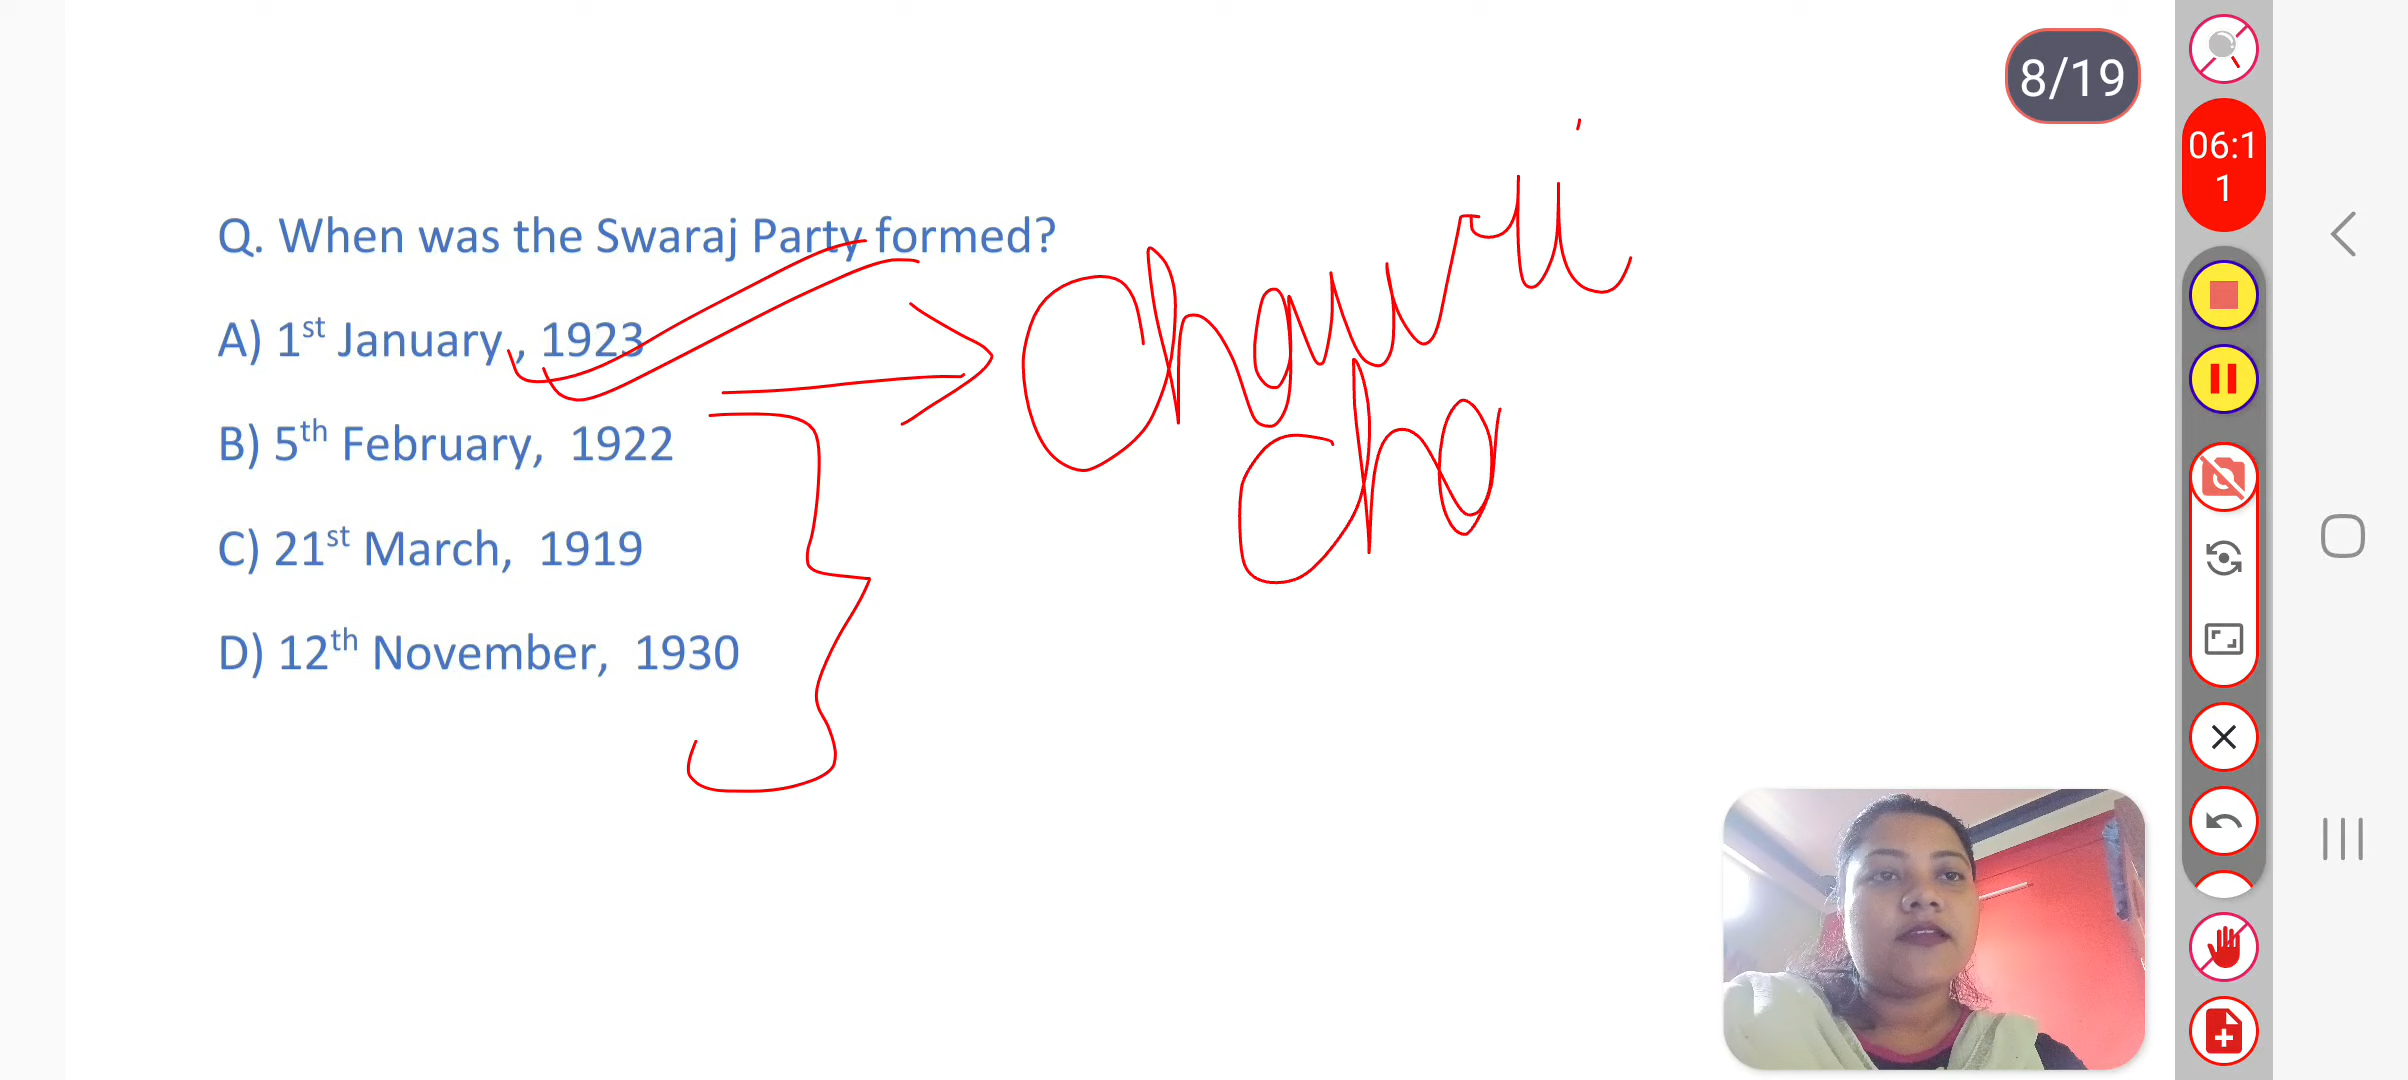 8/19
06:1
1
Q. When was the Swaraj Party formed?
A) 1st January, 1923
B) 5th February, 1922
C) 21st March, 1919
D) 12th November, 1930
Chauri
Cha